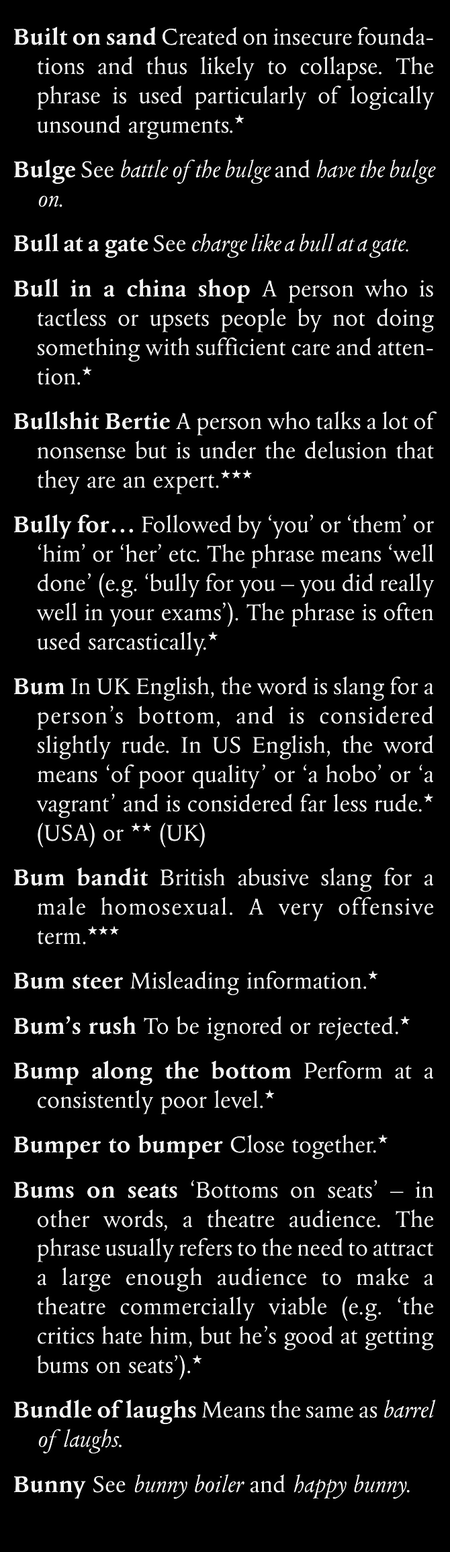 Built on sand Created on insecure founda-
tions and thus likely to collapse. The
phrase is used particularly of logically
unsound arguments.★
Bulge See battle of the bulge and have the bulge
on.
Bull at a gate See charge like a bull at a gate.
Bull in a china shop A person who is
tactless or upsets people by not doing
something with sufficient care and atten-
tion.★
Bullshit Bertie A person who talks a lot of
nonsense but is under the delusion that
they are an expert.★★★
Bully for… Followed by ‘you’ or ‘them’ or
‘him’ or ‘her’ etc. The phrase means ‘well
done’ (e.g. ‘bully for you – you did really
well in your exams’). The phrase is often
used sarcastically.★
Bum In UK English, the word is slang for a
person’s bottom, and is considered
slightly rude. In US English, the word
means ‘of poor quality’ or ‘a hobo’ or ‘a
vagrant’ and is considered far less rude.★
(USA) or ★★ (UK)
Bum bandit British abusive slang for a
male homosexual. A very offensive
term.★★★
Bum steer Misleading information.★
Bum’s rush To be ignored or rejected.★
Bump along the bottom Perform at a
consistently poor level.★
Bumper to bumper Close together.★
Bums on seats ‘Bottoms on seats’ – in
other words, a theatre audience. The
phrase usually refers to the need to attract
a large enough audience to make a
theatre commercially viable (e.g. ‘the
critics hate him, but he’s good at getting
bums on seats’).★
Bundle of laughs Means the same as barrel
of laughs.
Bunny See bunny boiler and happy bunny.